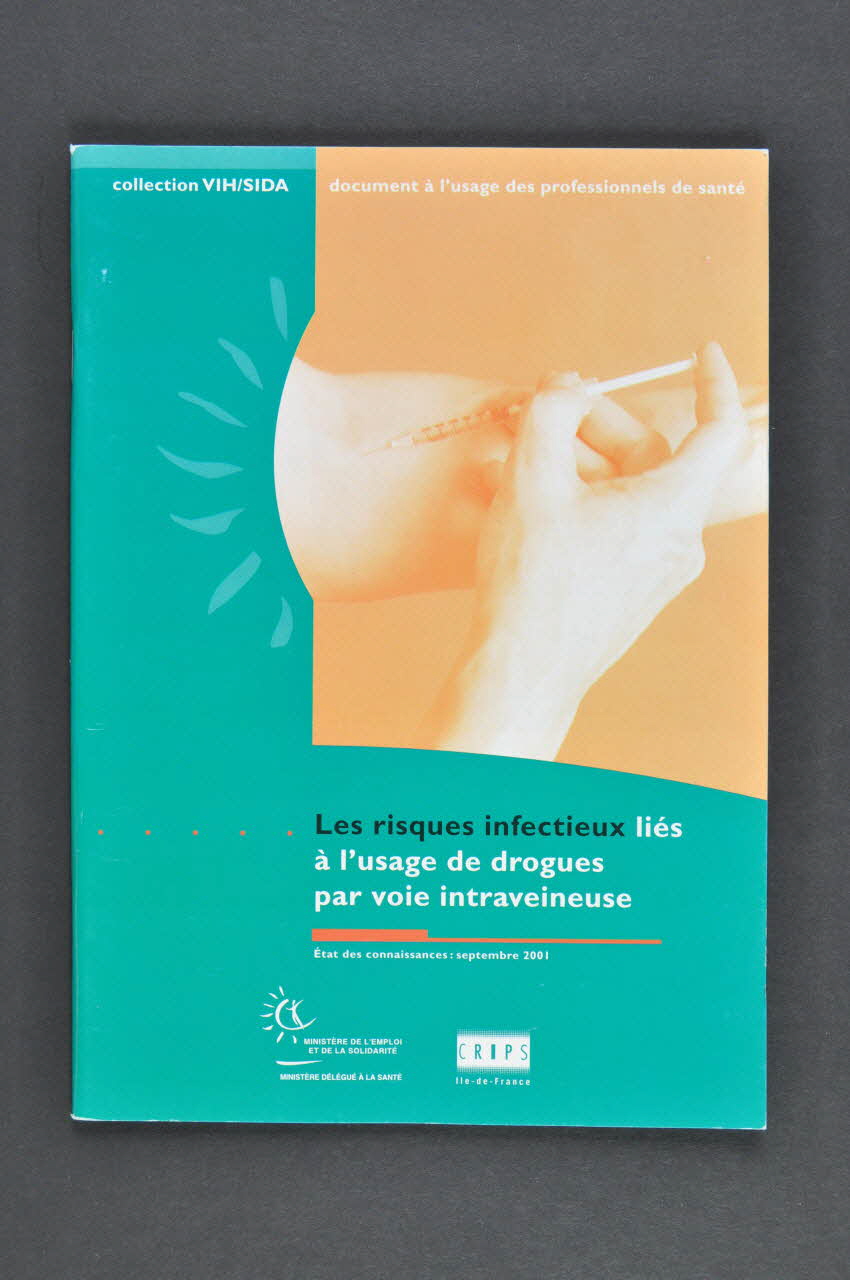 collection VIH/SIDA
document à l'usage des professionnels de santé
Les risques infectieux liés
à l'usage de drogues
par voie intraveineuse
État des connaissances : septembre 2001
MINISTÈRE DE L'EMPLOI
ET DE LA SOLIDARITÉ
MINISTÈRE DÉLÉGUÉ À LA SANTÉ
CRIPS
Ile-de-France